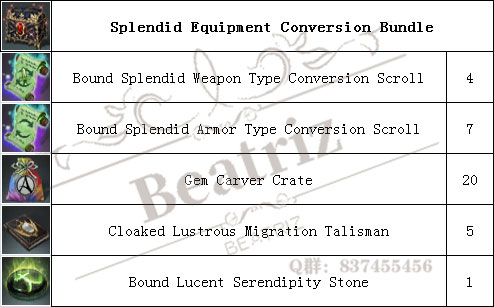 Splendid Equipment Conversion Bundle
Bound Splendid Weapon Type Conversion Scroll 4
Bound Splendid Armor Type Conversion Scroll 7
Gem Carver Crate 20
Cloaked Lustrous Migration Talisman 5
Bound Lucent Serendipity Stone 1
Beatriz
BEATRIZ
Q群: 837455456